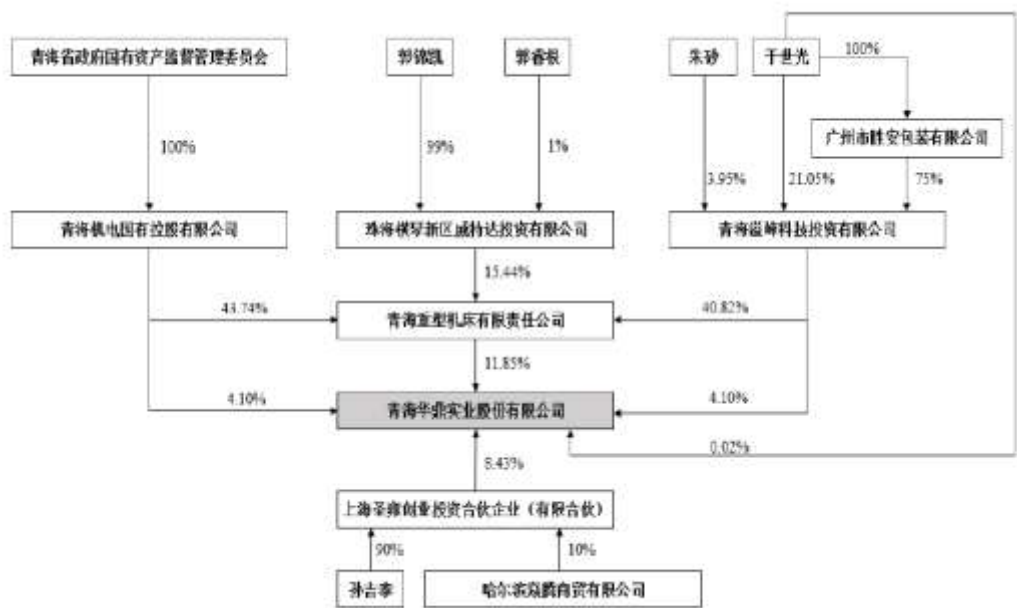 青海省政府国有资产监督管理委员会 郭锦凯 郭睿 朱砂 于世光
100%
广州市胜安包装有限公司
100% 99% 1% 3.95% 21.05% 75%
青海机电国有控股有限公司 珠海横琴新区威特达投资有限公司 青海溢峰科技投资有限公司
15.44%
43.74% 40.82%
青海重型机床有限责任公司
11.85%
4.10% 青海华鼎实业股份有限公司 4.10%
0.02%
8.43%
上海圣雍创业投资合伙企业（有限合伙）
90% 10%
孙吉 哈尔滨 腾商贸有限公司